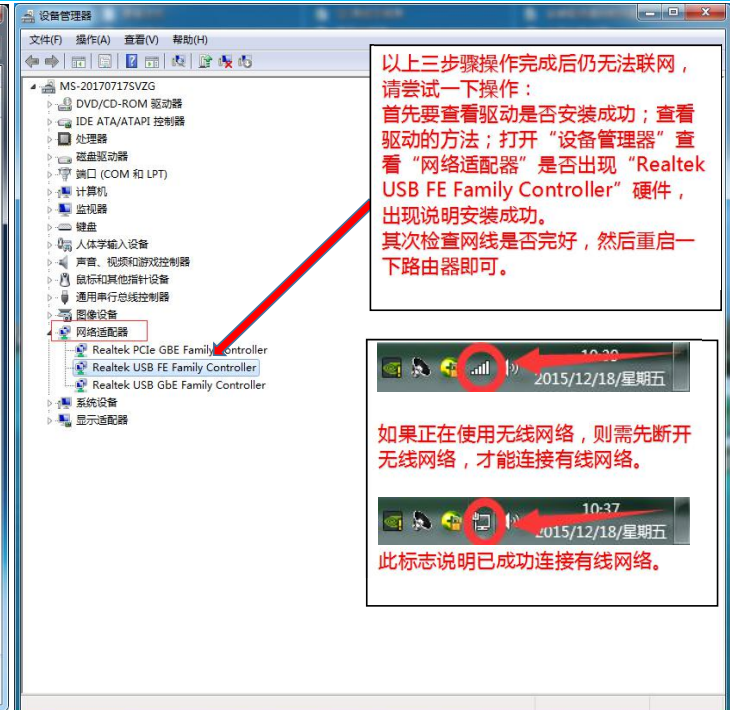 设备管理器
文件(F) 操作(A) 查看(V) 帮助(H)
MS-20170717SVZG
DVD/CD-ROM 驱动器
IDE ATA/ATAPI 控制器
处理器
磁盘驱动器
端口 (COM 和 LPT)
计算机
监视器
键盘
人体学输入设备
声音、视频和游戏控制器
鼠标和其他指针设备
通用串行总线控制器
图像设备
网络适配器
Realtek PCIe GBE Family Controller
Realtek USB FE Family Controller
Realtek USB GbE Family Controller
系统设备
显示适配器
以上三步骤操作完成后仍无法联网，
请尝试一下操作：
首先要查看驱动是否安装成功；查看
驱动的方法；打开“设备管理器”查
看“网络适配器”是否出现“Realtek
USB FE Family Controller”硬件，
出现说明安装成功。
其次检查网线是否完好，然后重启一
下路由器即可。
2015/12/18/星期五
如果正在使用无线网络，则需先断开
无线网络，才能连接有线网络。
10:37
2015/12/18/星期五
此标志说明已成功连接有线网络。